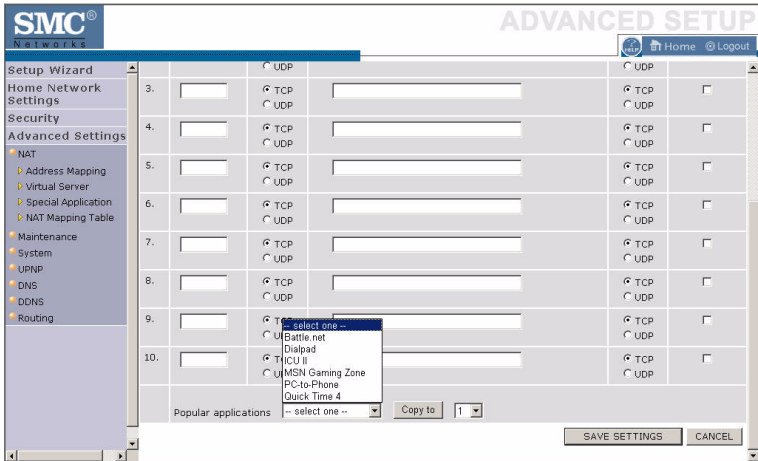 SMC®
Networks
ADVANCED SETUP
HELP Home Logout
Setup Wizard
Home Network Settings
Security
Advanced Settings
NAT
Address Mapping
Virtual Server
Special Application
NAT Mapping Table
Maintenance
System
UPNP
DNS
DDNS
Routing
UDP UDP
3. TCP TCP
UDP UDP
4. TCP TCP
UDP UDP
5. TCP TCP
UDP UDP
6. TCP TCP
UDP UDP
7. TCP TCP
UDP UDP
8. TCP TCP
UDP UDP
9. TCP
UDP
10. TCP
UDP
-- select one --
Battle.net
Dialpad
ICU II
MSN Gaming Zone
PC-to-Phone
Quick Time 4
Popular applications -- select one -- Copy to 1
SAVE SETTINGS CANCEL